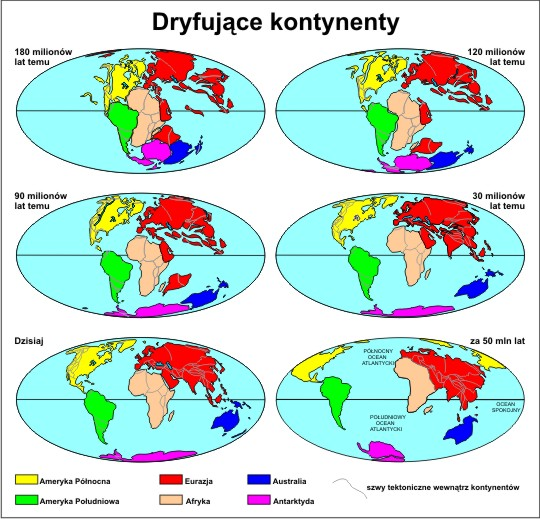 Dryfujące kontynenty
180 milionów
lat temu
120 milionów
lat temu
90 milionów
lat temu
30 milionów
lat temu
Dzisiaj
za 50 mln lat
PÓŁNOCNY
OCEAN
ATLANTYCKI
OCEAN
SPOKOJNY
POŁUDNIOWY
OCEAN
ATLANTYCKI
Ameryka Północna
Eurazja
Australia
szwy tektoniczne wewnątrz kontynentów
Ameryka Południowa
Afryka
Antarktyda